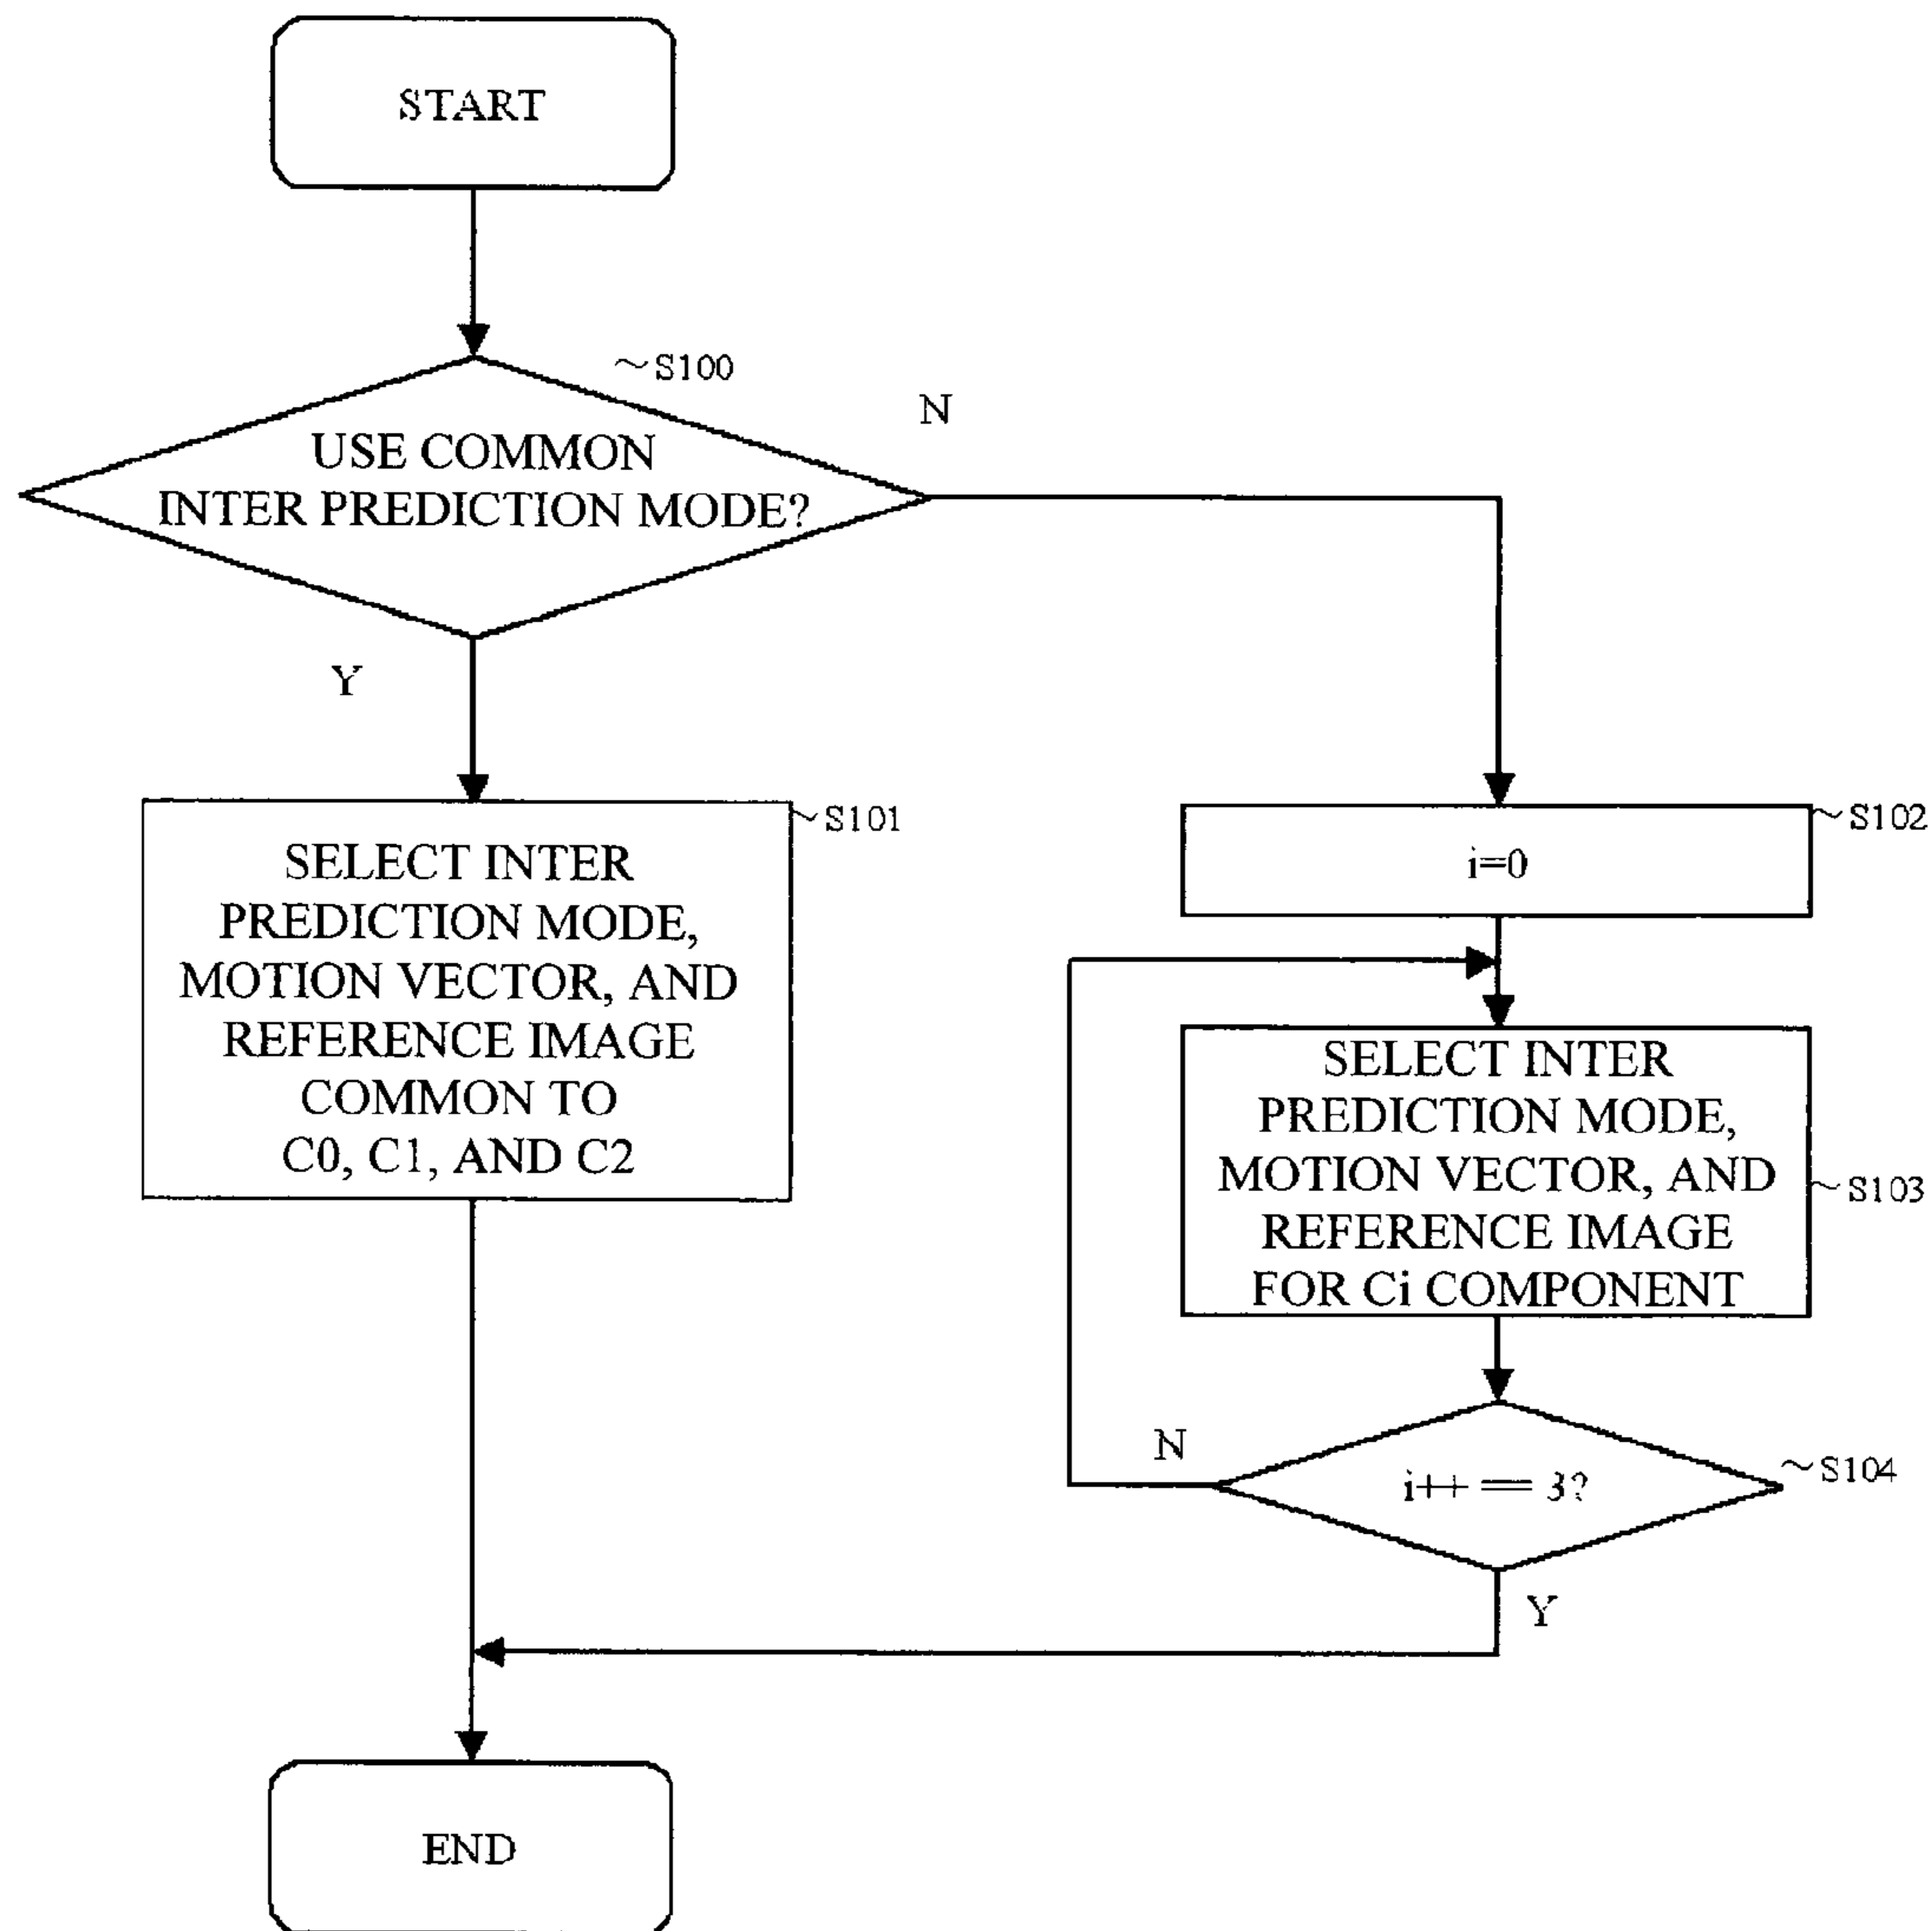 START
~S100
N
USE COMMON
INTER PREDICTION MODE?
Y
~S101
SELECT INTER
PREDICTION MODE,
MOTION VECTOR, AND
REFERENCE IMAGE
COMMON TO
C0, C1, AND C2
~S102
i=0
SELECT INTER
PREDICTION MODE,
MOTION VECTOR, AND
REFERENCE IMAGE
FOR Ci COMPONENT
~S103
N
i++ == 3?
~S104
Y
END